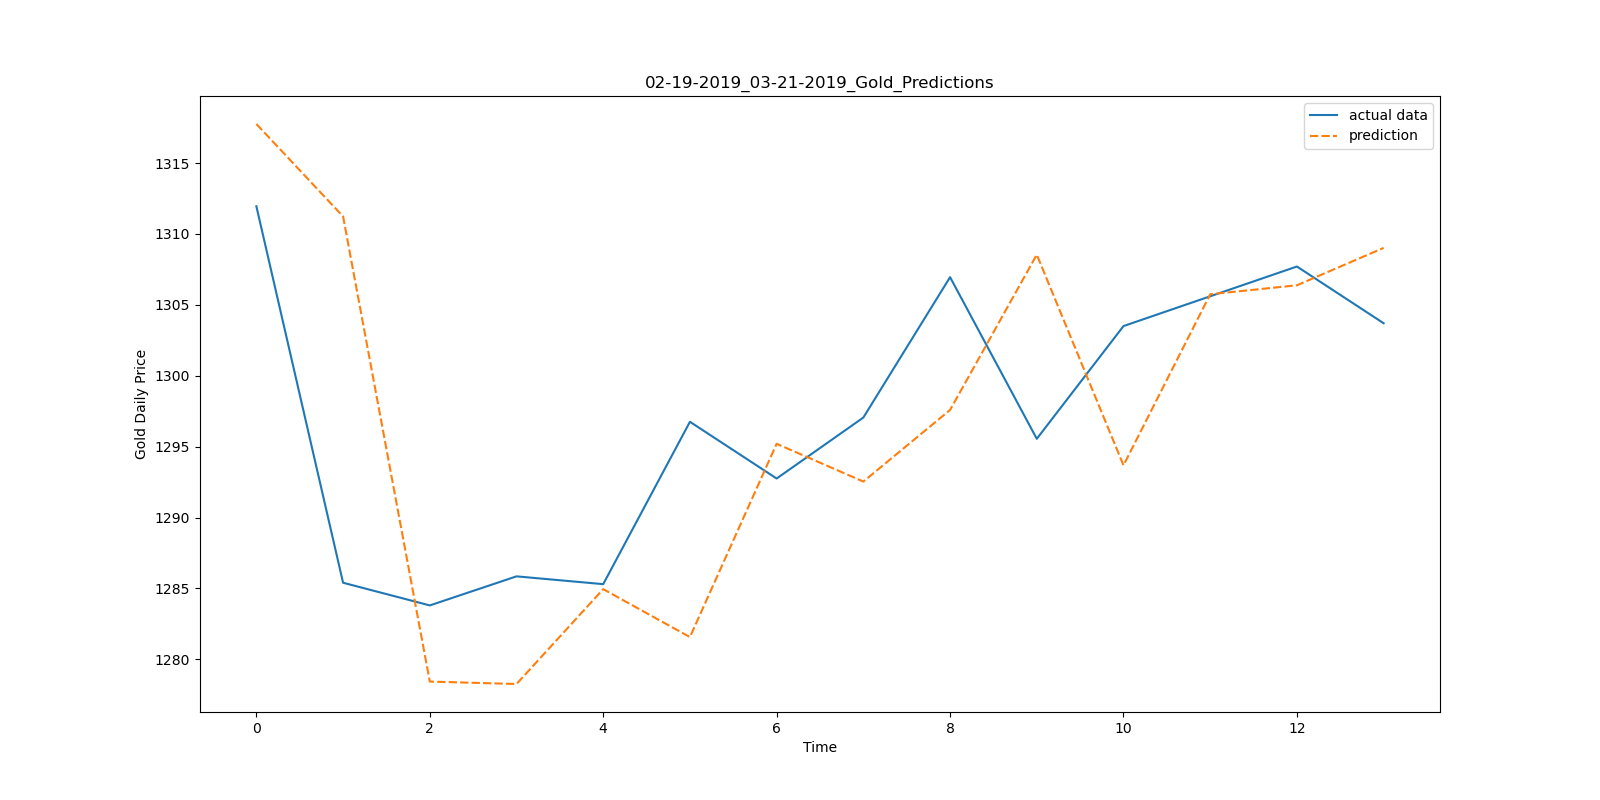 02-19-2019_03-21-2019_Gold_Predictions
actual data
prediction
Gold Daily Price
1315
1310
1305
1300
1295
1290
1285
1280
0 2 4 6 8 10 12
Time